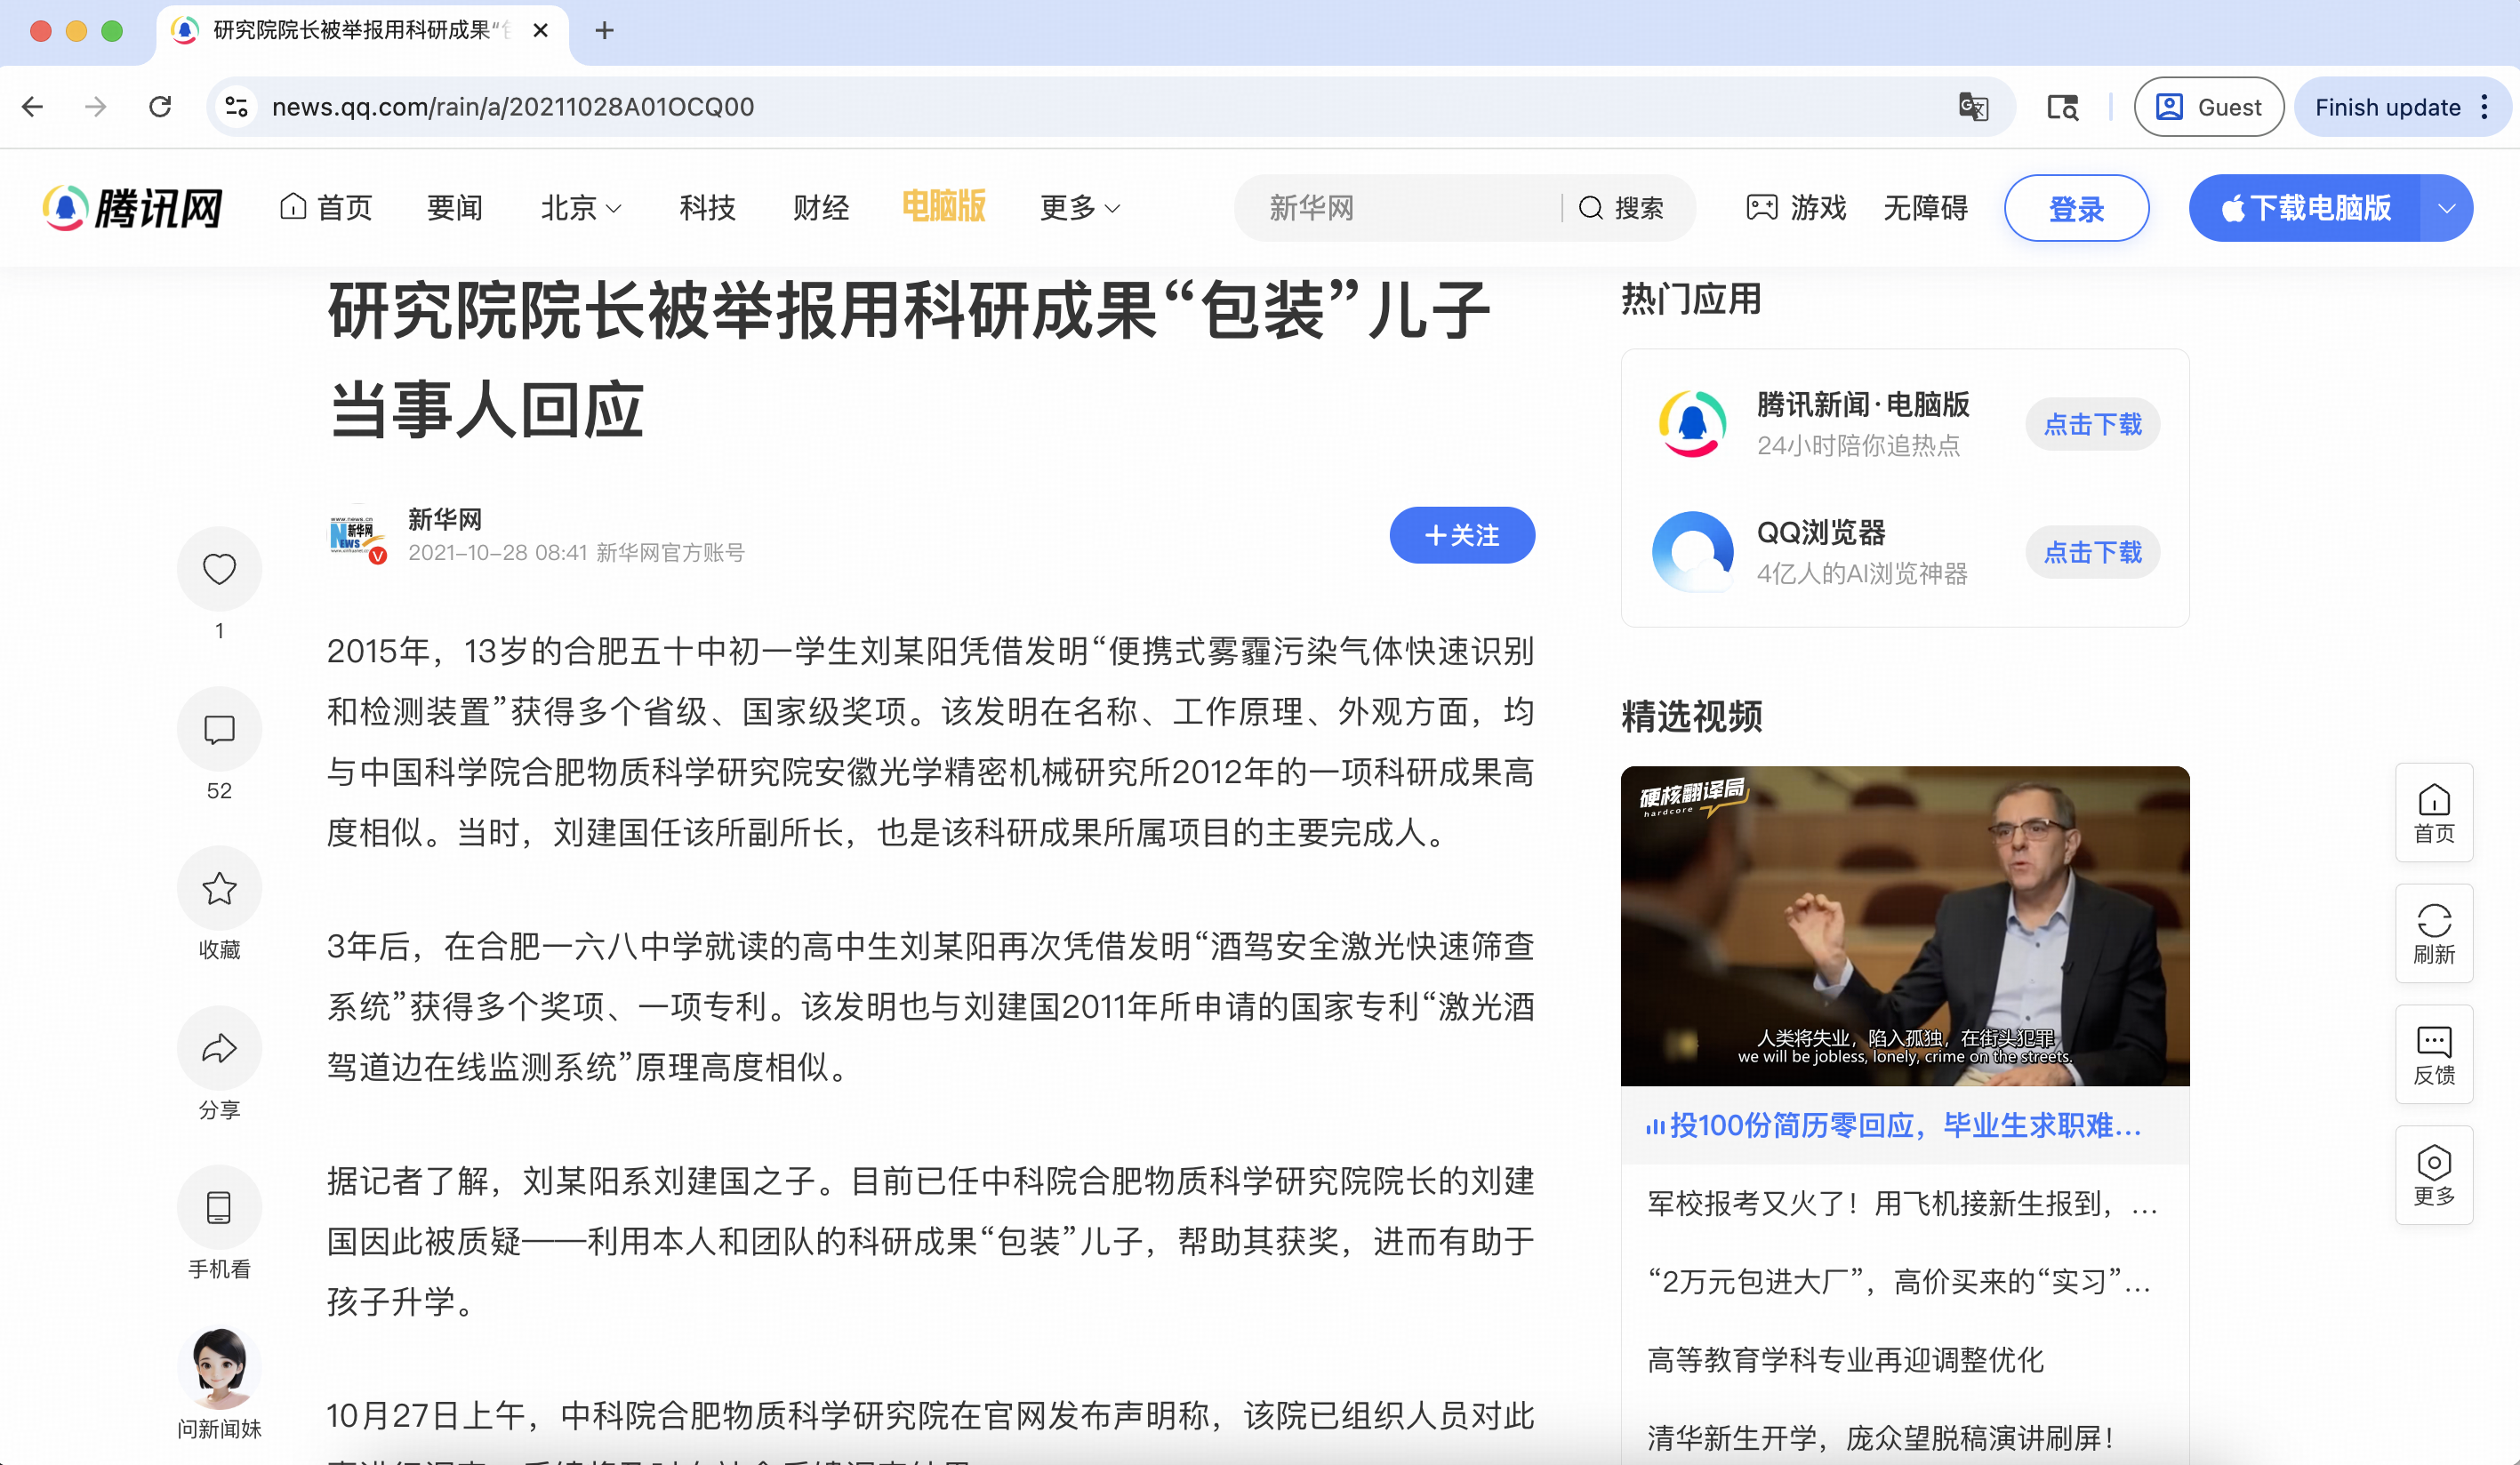 研究院院长被举报用科研成果“
news.qq.com/rain/a/20211028A01OCQ00
Guest
Finish update
腾讯网
首页
要闻
北京
科技
财经
电脑版
更多
新华网
搜索
游戏
无障碍
登录
下载电脑版
研究院院长被举报用科研成果“包装”儿子
当事人回应
新华网
2021-10-28 08:41 新华网官方账号
+关注
1
52
收藏
分享
手机看
问新闻妹
2015年，13岁的合肥五十中初一学生刘某阳凭借发明“便携式雾霾污染气体快速识别
和检测装置”获得多个省级、国家级奖项。该发明在名称、工作原理、外观方面，均
与中国科学院合肥物质科学研究院安徽光学精密机械研究所2012年的一项科研成果高
度相似。当时，刘建国任该所副所长，也是该科研成果所属项目的主要完成人。
3年后，在合肥一六八中学就读的高中生刘某阳再次凭借发明“酒驾安全激光快速筛查
系统”获得多个奖项、一项专利。该发明也与刘建国2011年所申请的国家专利“激光酒
驾道边在线监测系统”原理高度相似。
据记者了解，刘某阳系刘建国之子。目前已任中科院合肥物质科学研究院院长的刘建
国因此被质疑——利用本人和团队的科研成果“包装”儿子，帮助其获奖，进而有助于
孩子升学。
10月27日上午，中科院合肥物质科学研究院在官网发布声明称，该院已组织人员对此
热门应用
腾讯新闻·电脑版
24小时陪你追热点
点击下载
QQ浏览器
4亿人的AI浏览神器
点击下载
精选视频
硬核翻译局
hardcore
人类将失业，陷入孤独，在街头犯罪
we will be jobless, lonely, crime on the streets.
投100份简历零回应，毕业生求职难...
军校报考又火了！用飞机接新生报到，...
“2万元包进大厂”，高价买来的“实习”...
高等教育学科专业再迎调整优化
清华新生开学，庞众望脱稿演讲刷屏！
首页
刷新
反馈
更多